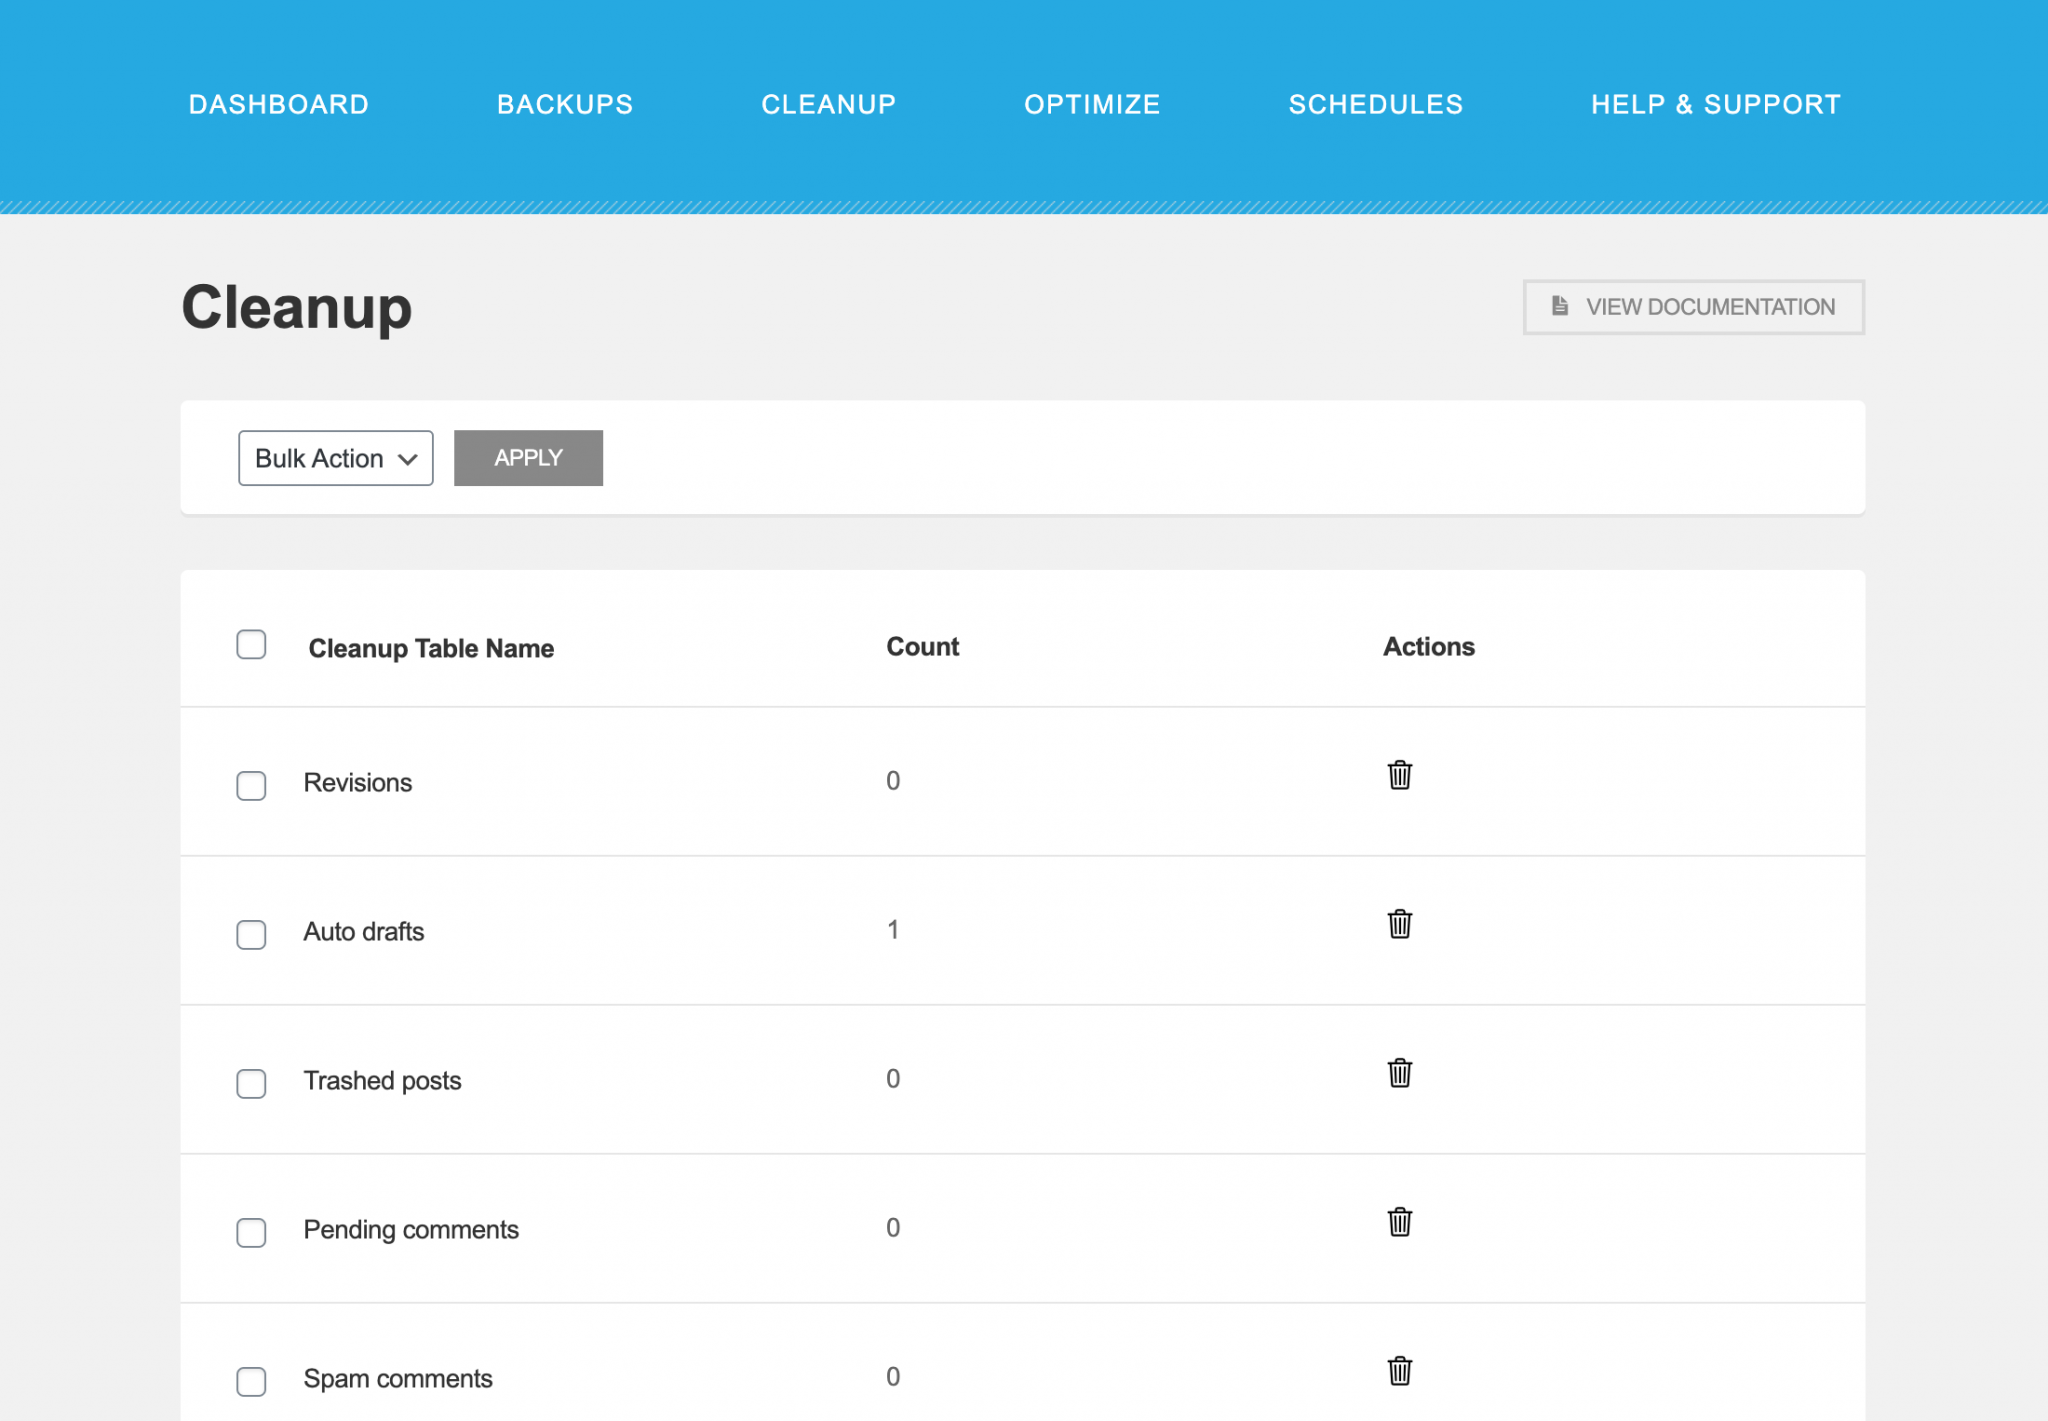 DASHBOARD BACKUPS CLEANUP OPTIMIZE SCHEDULES HELP & SUPPORT
Cleanup VIEW DOCUMENTATION
Bulk Action APPLY
Cleanup Table Name Count Actions
Revisions 0
Auto drafts 1
Trashed posts 0
Pending comments 0
Spam comments 0